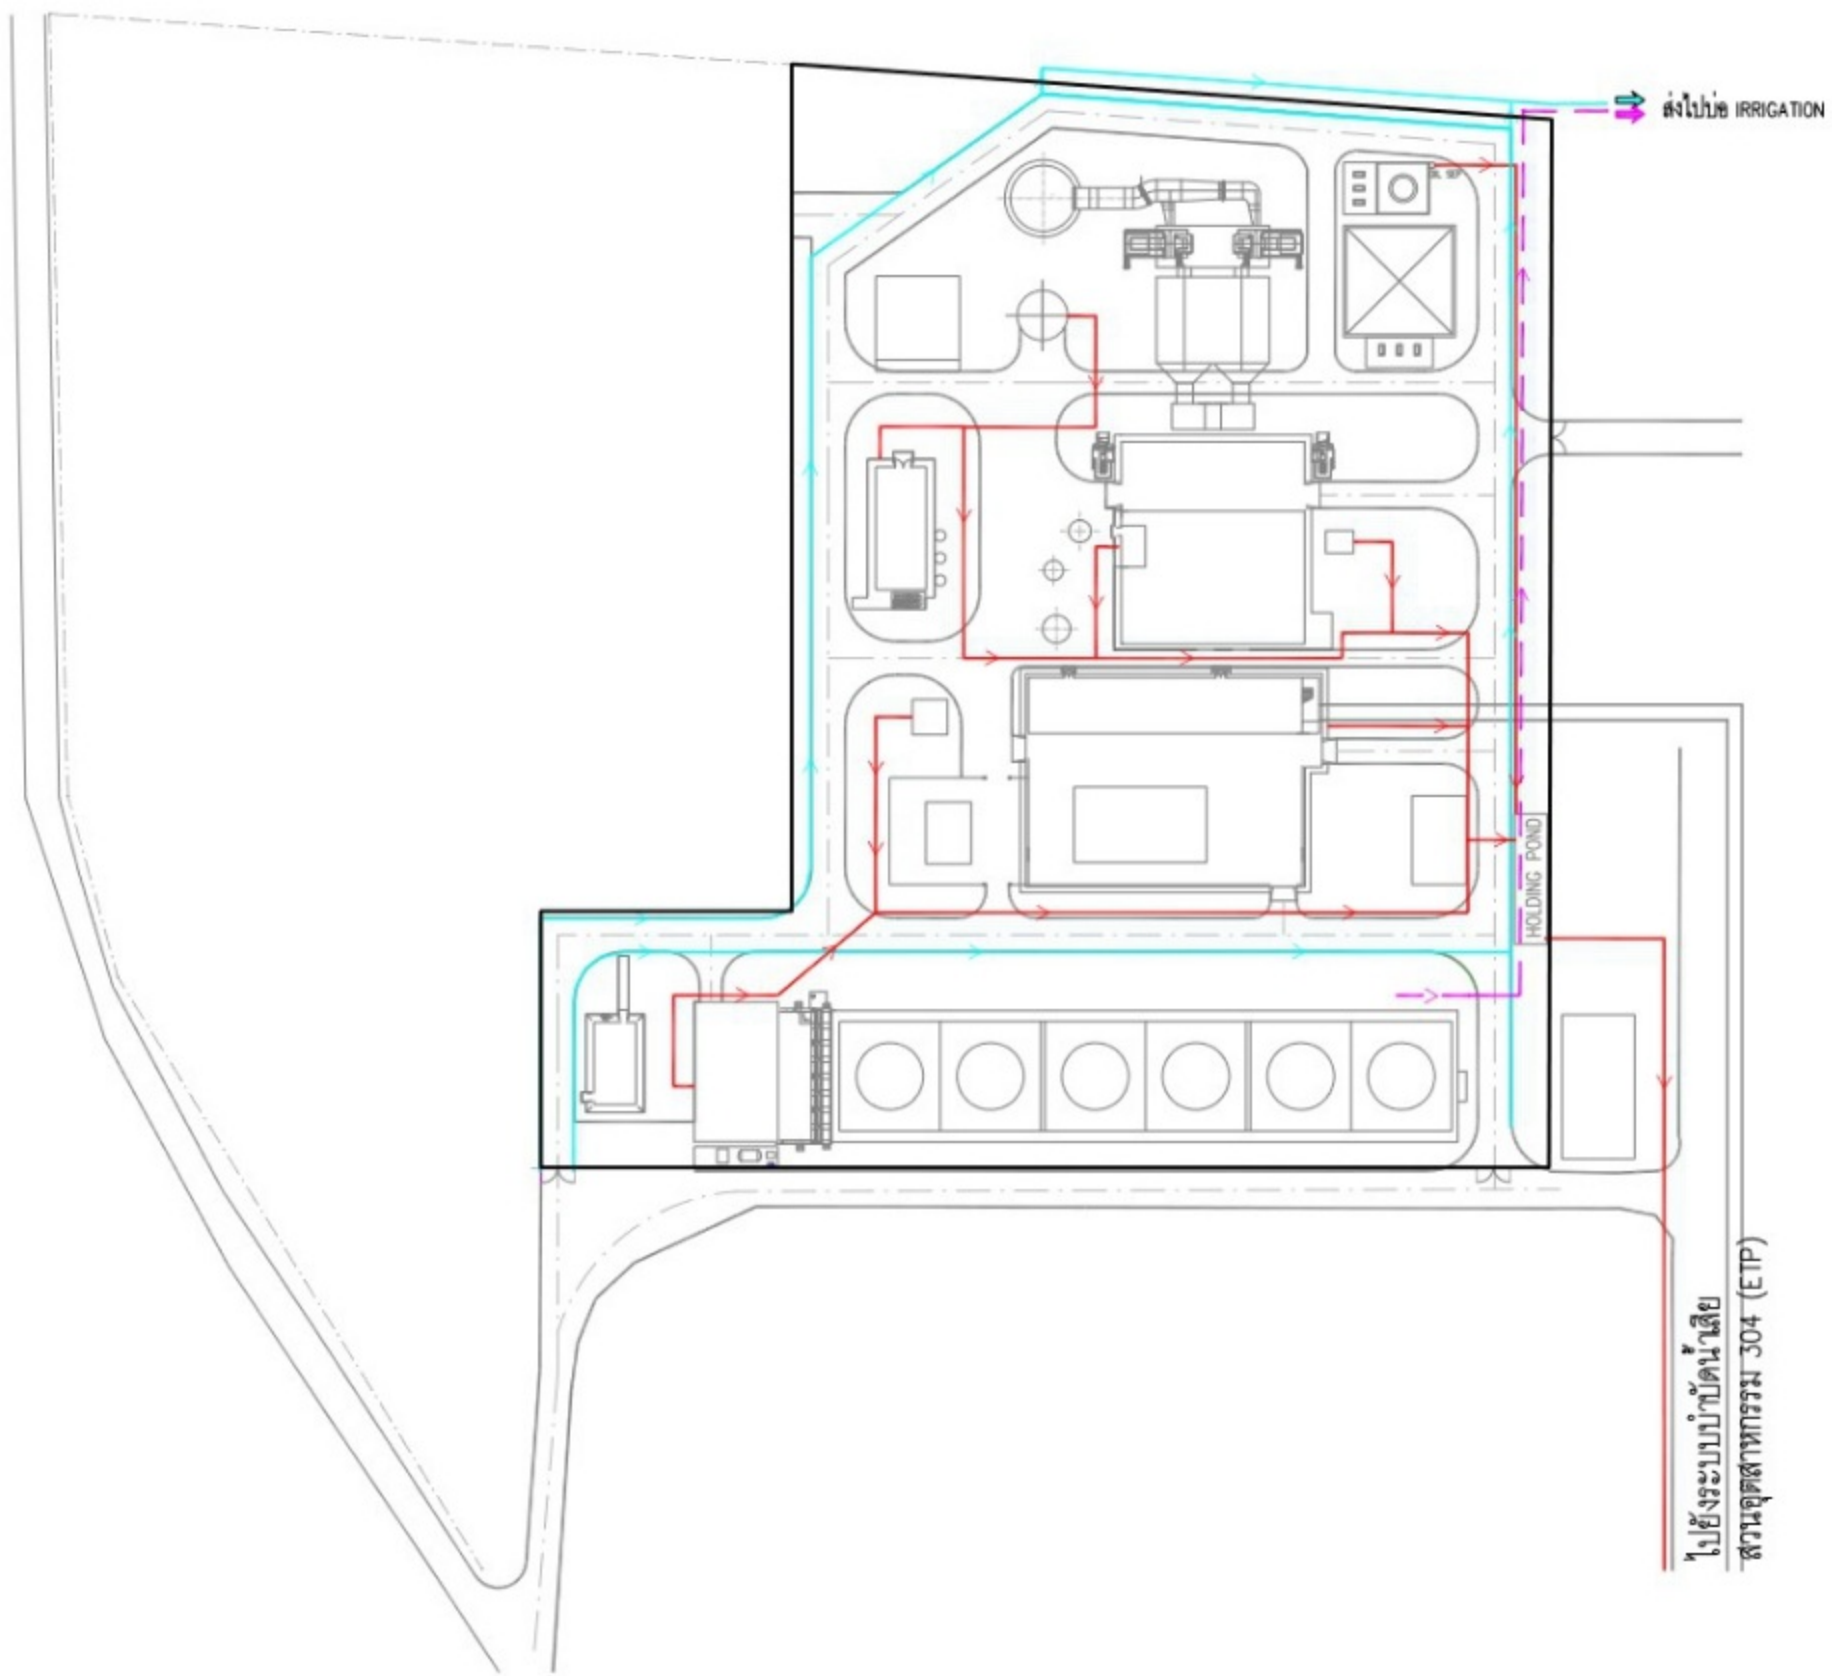 ส่งไปบ่อ IRRIGATION
OIL SEP
HOLDING POND
ไปยังระบบบำบัดน้ำเสีย
สวนอุตสาหกรรม 304 (ETP)